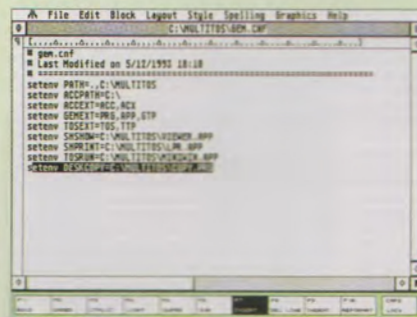 File Edit Block Layout Style Spelling Graphics Help
C:\MULTITOS\GEM.CNF
# gem.cnf
# Last Modified on 5/12/1993 18:18
# ==================================================
setenv PATH=.,C:\MULTITOS
setenv ACCPATH=C:\
setenv ACCEXT=ACC,ACX
setenv GEMEXT=PRG,APP,GTP
setenv TOSEXT=TOS,TTP
setenv SHSHOW=C:\MULTITOS\VIEWER.APP
setenv SHPRINT=C:\MULTITOS\LPR.APP
setenv TOSRUN=C:\MULTITOS\MINIWIN.APP
setenv DESKCOPY=C:\MULTITOS\COPY.PRG